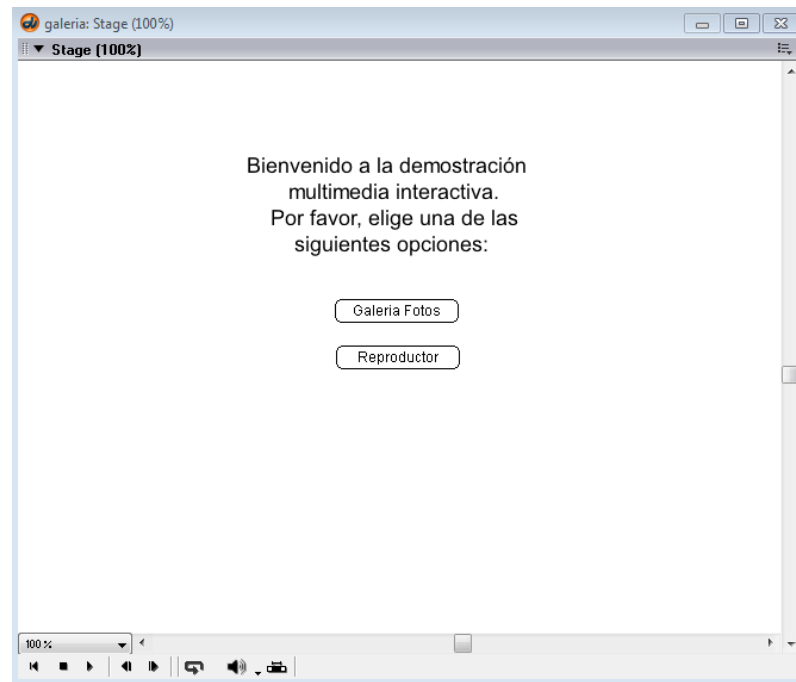 galeria: Stage (100%)
Stage (100%)
Bienvenido a la demostración
multimedia interactiva.
Por favor, elige una de las
siguientes opciones:
Galeria Fotos
Reproductor
100%